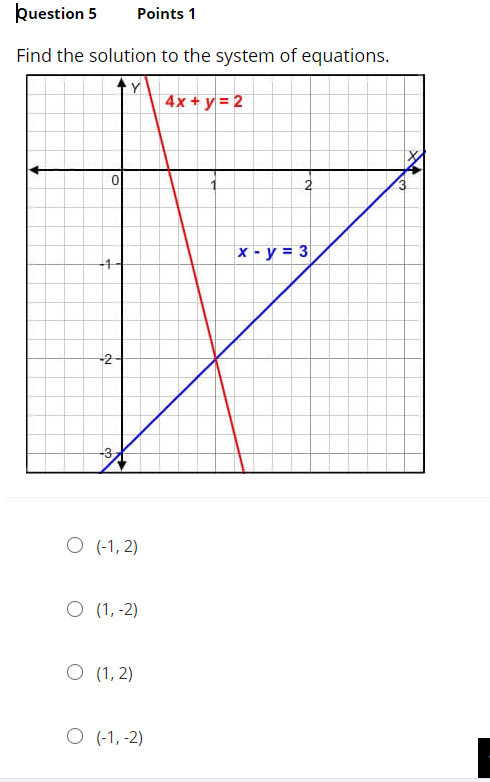 Question 5 Points 1
Find the solution to the system of equations.
Y
4x + y = 2
X
0
1
2
3
x - y = 3
-1
-2
-3
(-1, 2)
(1, -2)
(1, 2)
(-1, -2)